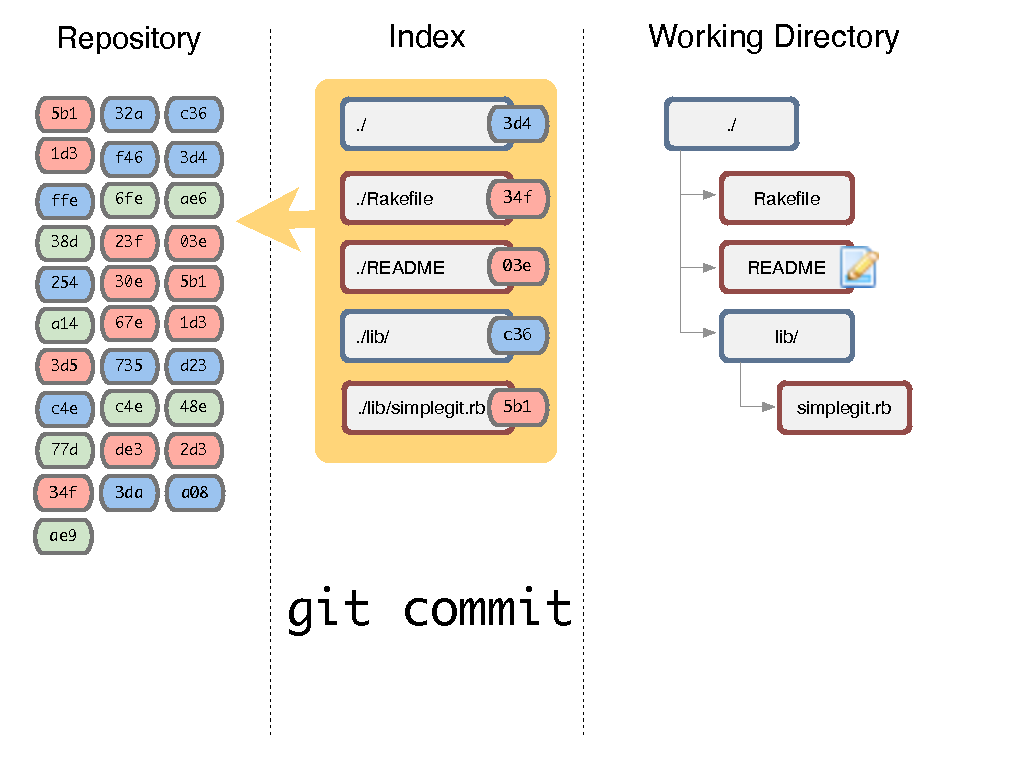 Repository
Index
Working Directory
5b1 32a c36
1d3 f46 3d4
ffe 6fe ae6
38d 23f 03e
254 30e 5b1
a14 67e 1d3
3d5 735 d23
c4e c4e 48e
77d de3 2d3
34f 3da a08
ae9
./ 3d4
./Rakefile 34f
./README 03e
./lib/ c36
./lib/simplegit.rb 5b1
git commit
./
Rakefile
README
lib/
simplegit.rb